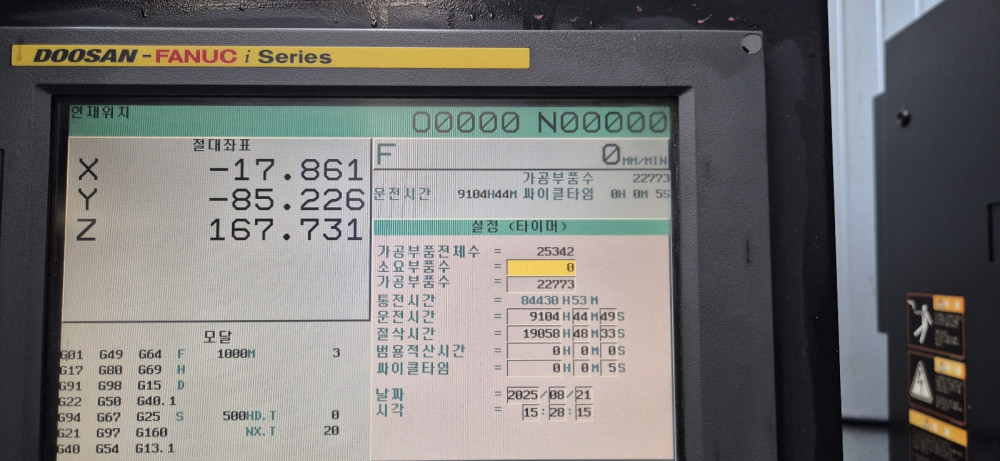 DOOSAN-FANUC i Series
현재위치 O0000 N00000
절대좌표
X -17.861
Y -85.226
Z 167.731
F 0MM/MIN
가공부품수 22773
운전시간 9104H44M 싸이클타임 0H 0M 5S
설정 (타이머)
가공부품전체수 = 25342
소요부품수 = 0
가공부품수 = 22773
통전시간 = 84430H53M
운전시간 = 9104H44M49S
절삭시간 = 19058H48M33S
범용적산시간 = 0H 0M 0S
싸이클타임 = 0H 0M 5S
날짜 = 2025/08/21
시각 = 15:28:15
모달
G01 G49 G64 F 1000M 3
G17 G80 G69 H
G91 G98 G15 D
G22 G50 G40.1
G94 G67 G25 S 500HD.T 0
G21 G97 G160 NX.T 20
G40 G54 G13.1